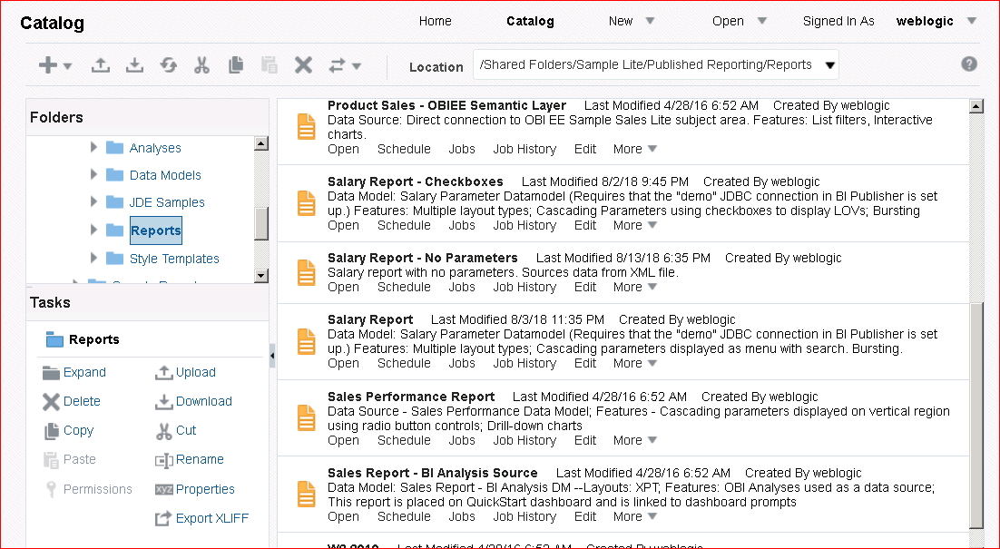 Catalog
Home Catalog New Open Signed In As weblogic
Location /Shared Folders/Sample Lite/Published Reporting/Reports
Folders
Analyses
Data Models
JDE Samples
Reports
Style Templates
Tasks
Reports
Expand Upload
Delete Download
Copy Cut
Paste Rename
Permissions Properties
Export XLIFF
Product Sales - OBIEE Semantic Layer Last Modified 4/28/16 6:52 AM Created By weblogic
Data Source: Direct connection to OBI EE Sample Sales Lite subject area. Features: List filters, Interactive
charts.
Open Schedule Jobs Job History Edit More
Salary Report - Checkboxes Last Modified 8/2/18 9:45 PM Created By weblogic
Data Model: Salary Parameter Datamodel (Requires that the "demo" JDBC connection in BI Publisher is set
up.) Features: Multiple layout types; Cascading Parameters using checkboxes to display LOVs; Bursting
Open Schedule Jobs Job History Edit More
Salary Report - No Parameters Last Modified 8/13/18 6:35 PM Created By weblogic
Salary report with no parameters. Sources data from XML file.
Open Schedule Jobs Job History Edit More
Salary Report Last Modified 8/3/18 11:35 PM Created By weblogic
Data Model: Salary Parameter Datamodel (Requires that the "demo" JDBC connection in BI Publisher is set
up.) Features: Multiple layout types; Cascading parameters displayed as menu with search. Bursting.
Open Schedule Jobs Job History Edit More
Sales Performance Report Last Modified 4/28/16 6:52 AM Created By weblogic
Data Source - Sales Performance Data Model; Features - Cascading parameters displayed on vertical region
using radio button controls; Drill-down charts
Open Schedule Jobs Job History Edit More
Sales Report - BI Analysis Source Last Modified 4/28/16 6:52 AM Created By weblogic
Data Model: Sales Report - BI Analysis DM --Layouts: XPT; Features: OBI Analyses used as a data source;
This report is placed on QuickStart dashboard and is linked to dashboard prompts
Open Schedule Jobs Job History Edit More
Last Modified 4/28/16 6:52 AM Created By weblogic